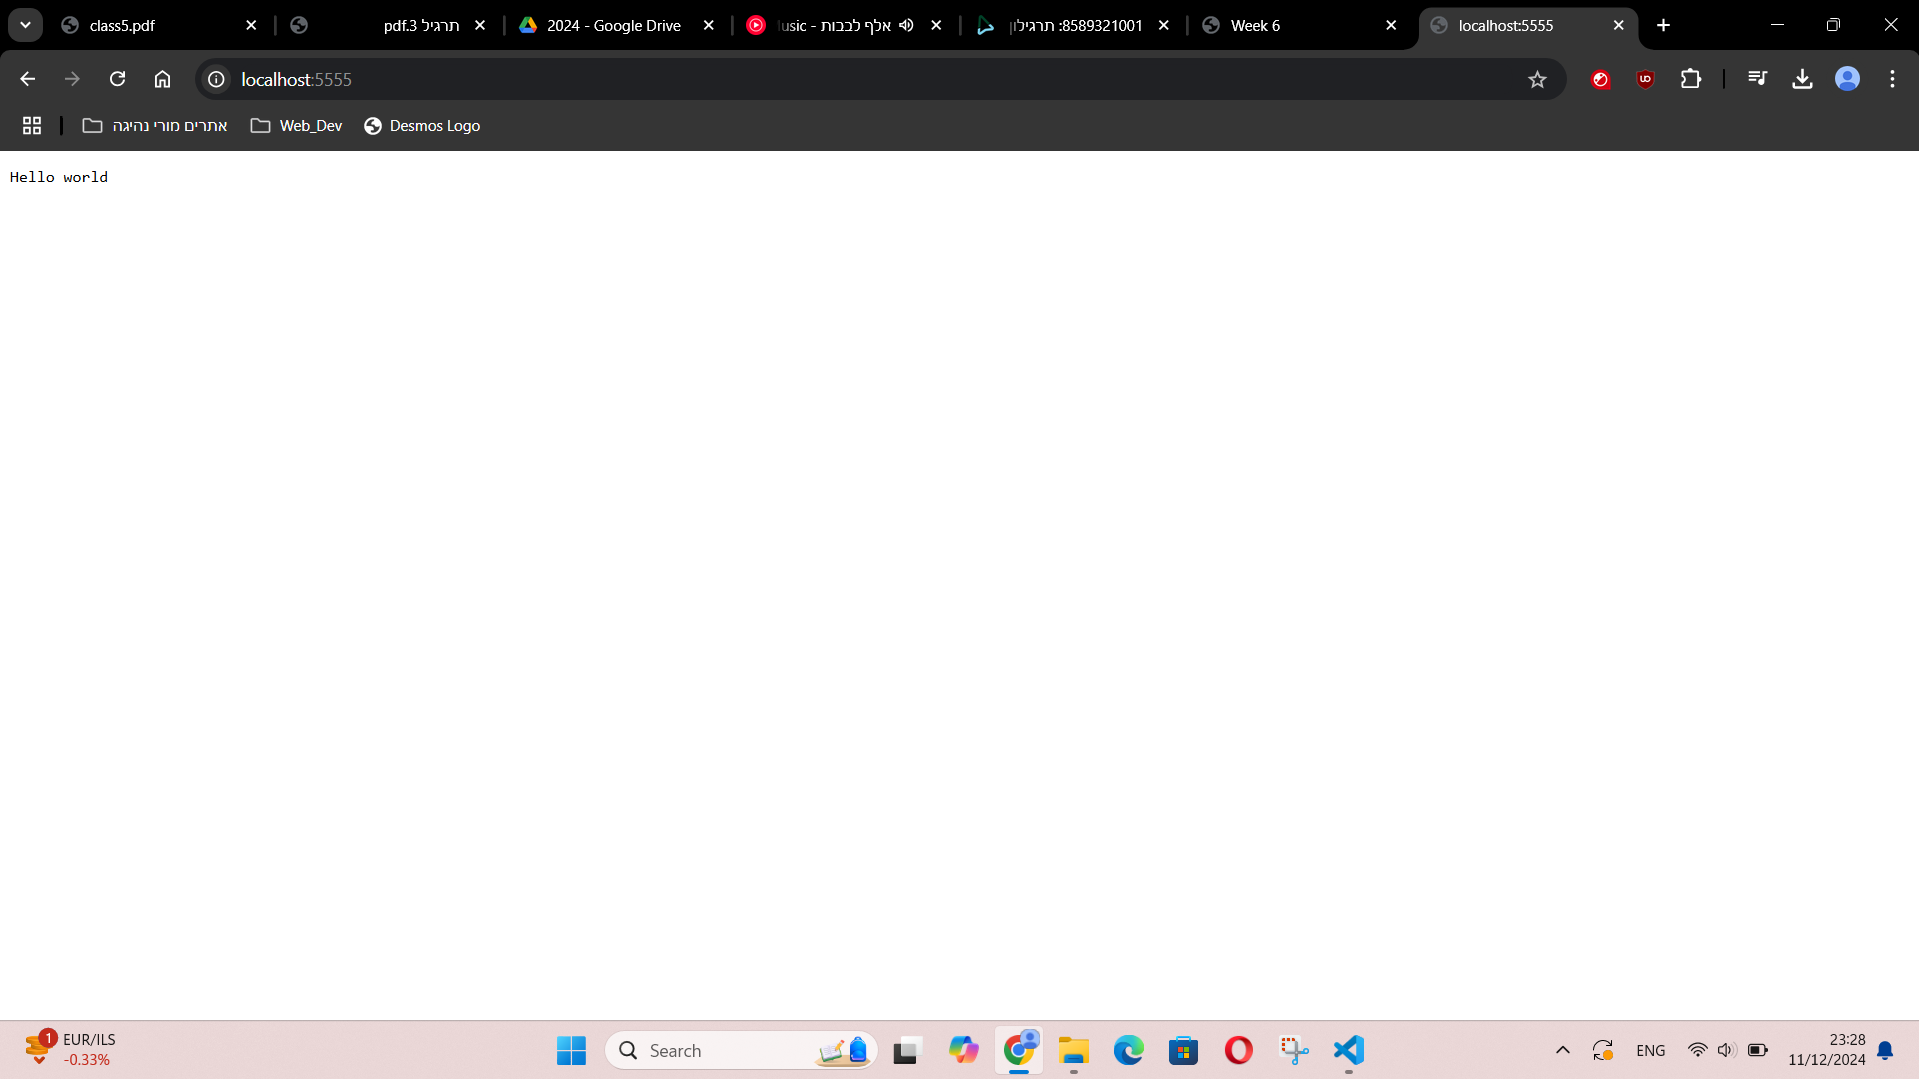 class5.pdf
תרגיל 3.pdf
2024 - Google Drive
אלף לבבות - usic
8589321001: תרגילון
Week 6
localhost:5555
localhost:5555
אתרים מורי נהיגה
Web_Dev
Desmos Logo
Hello world
1
EUR/ILS
-0.33%
Search
ENG
23:28
11/12/2024